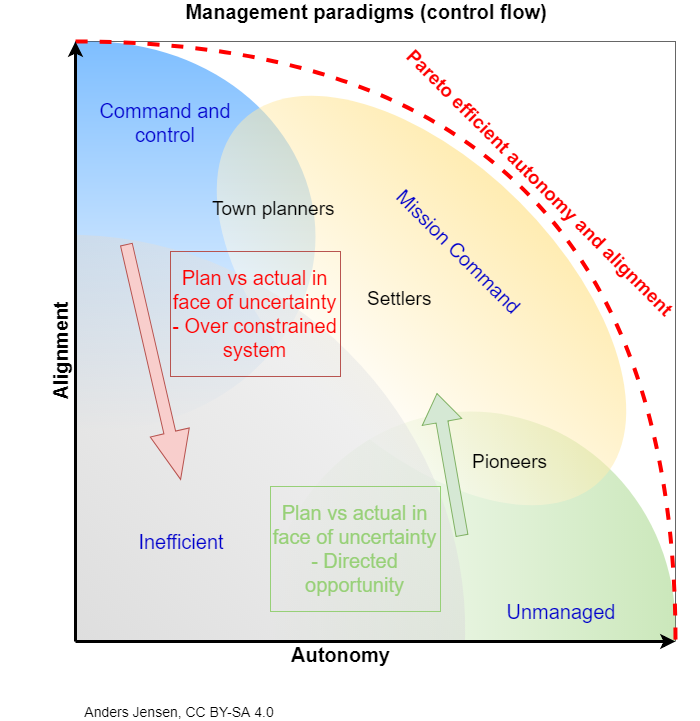 Management paradigms (control flow)
Pareto efficient autonomy and alignment
Command and
control
Town planners
Mission Command
Plan vs actual in
face of uncertainty
- Over constrained
system
Settlers
Alignment
Pioneers
Plan vs actual in
face of uncertainty
- Directed
opportunity
Inefficient
Unmanaged
Autonomy
Anders Jensen, CC BY-SA 4.0